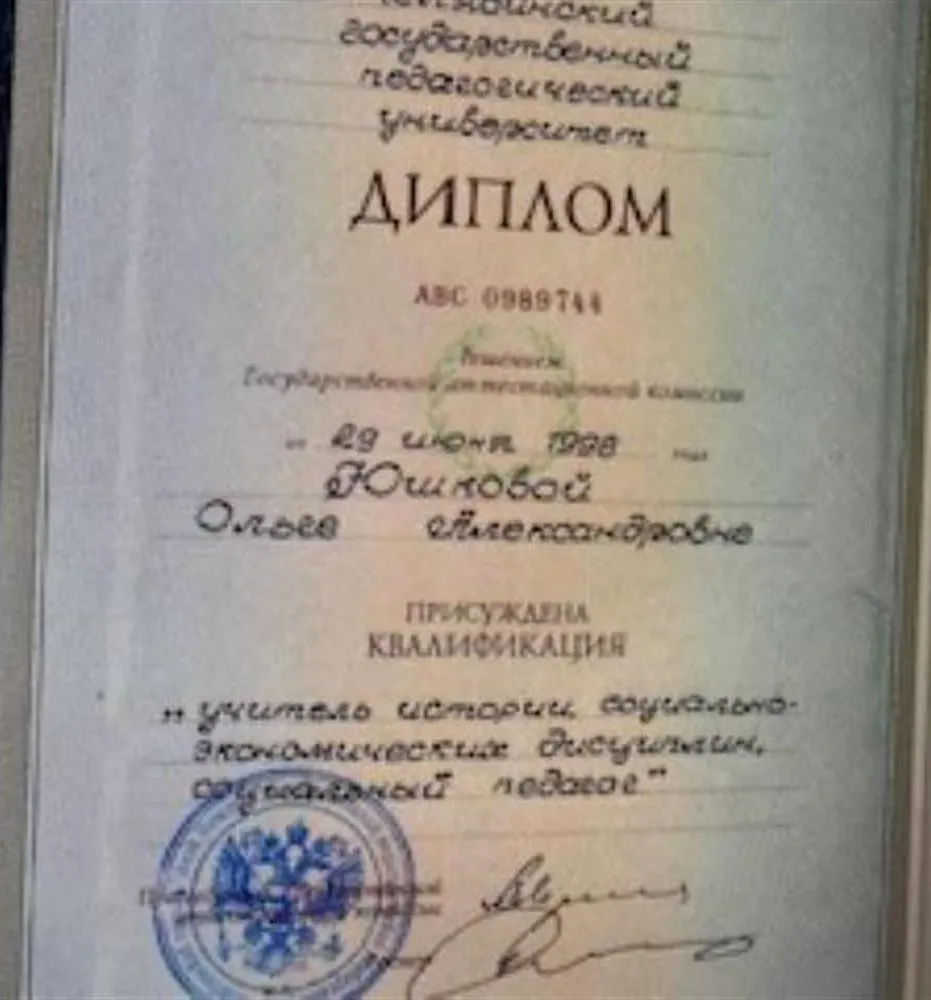 государственный
педагогический
университет
ДИПЛОМ
АВС 0989744
Решением
Государственной аттестационной комиссии
от 29 июня 1998 года
Юшковой
Ольге Александровне
ПРИСУЖДЕНА
КВАЛИФИКАЦИЯ
„учитель истории, социально-
экономических дисциплин,
социальный педагог"